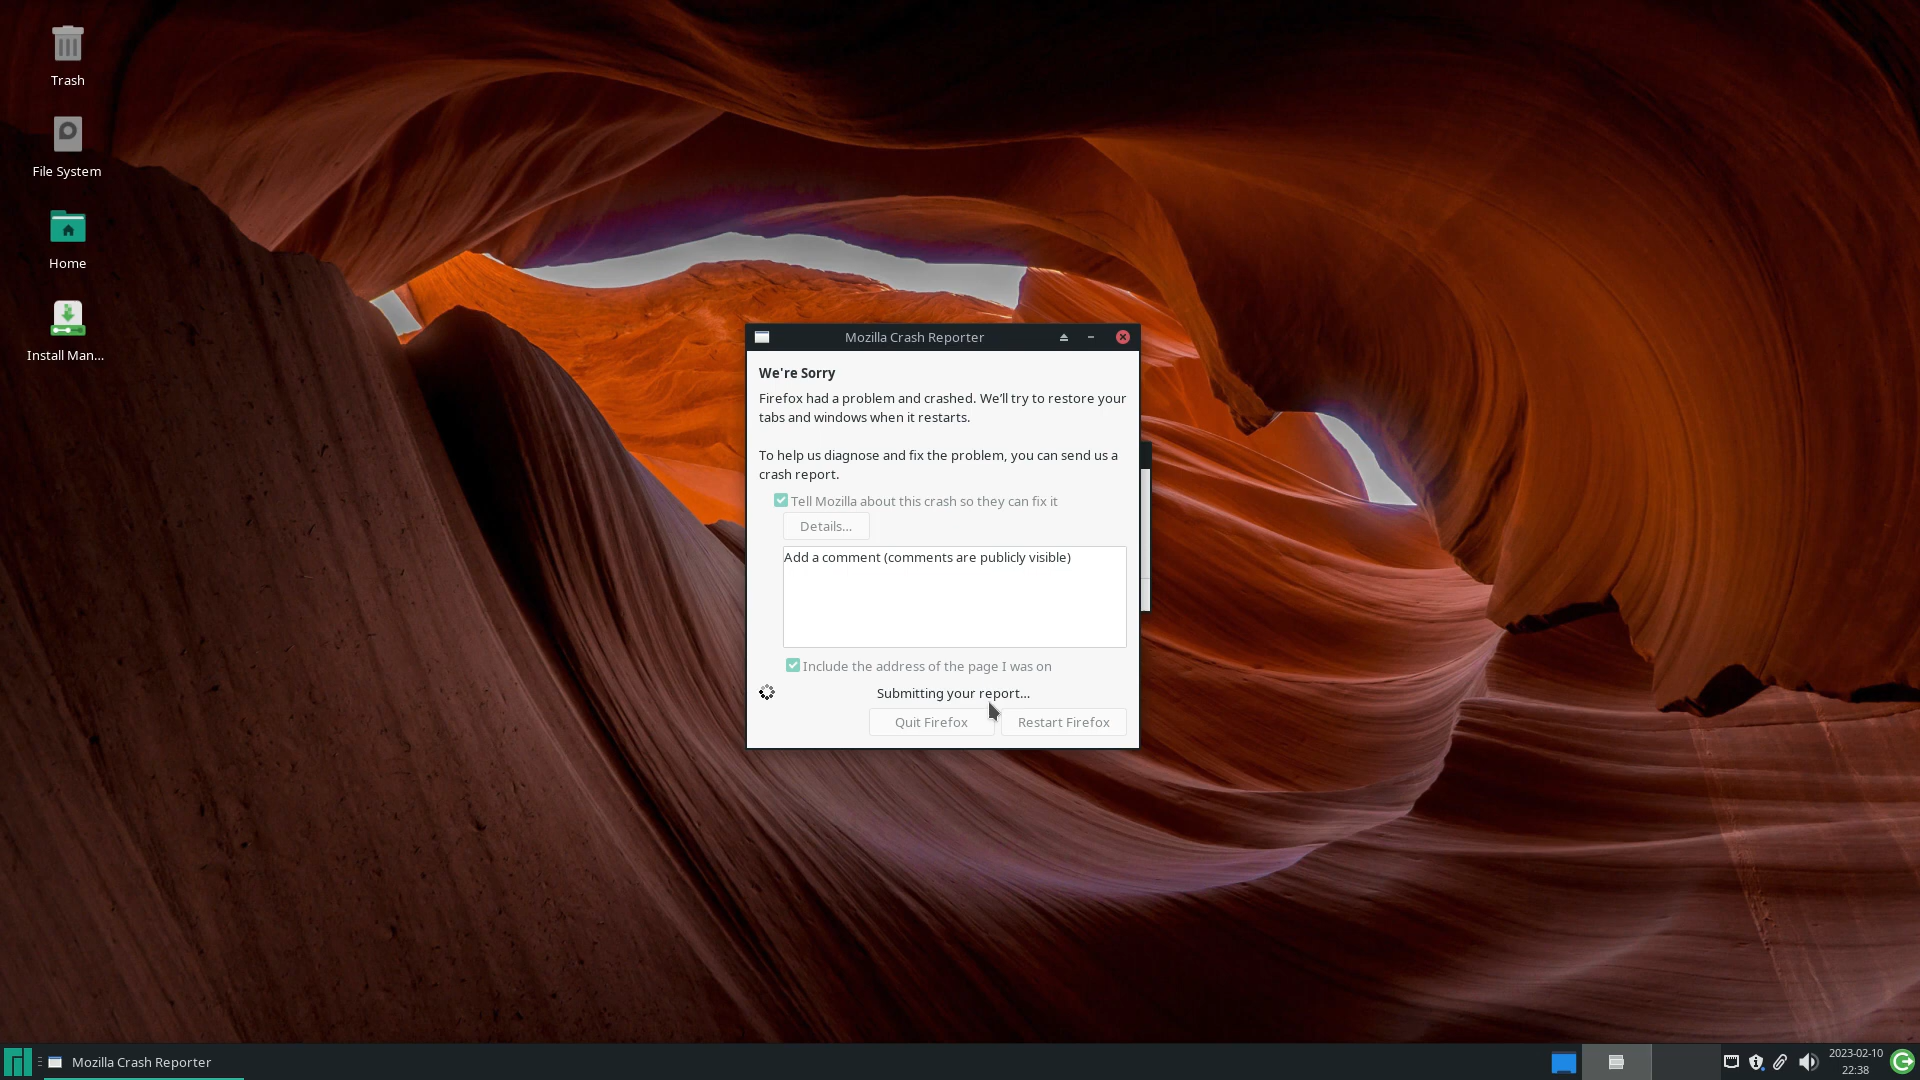 Trash
File System
Home
Install Man...
Mozilla Crash Reporter
We're Sorry
Firefox had a problem and crashed. We'll try to restore your
tabs and windows when it restarts.
To help us diagnose and fix the problem, you can send us a
crash report.
Tell Mozilla about this crash so they can fix it
Details...
Add a comment (comments are publicly visible)
Include the address of the page I was on
Submitting your report...
Quit Firefox
Restart Firefox
Mozilla Crash Reporter
2023-02-10
22:38